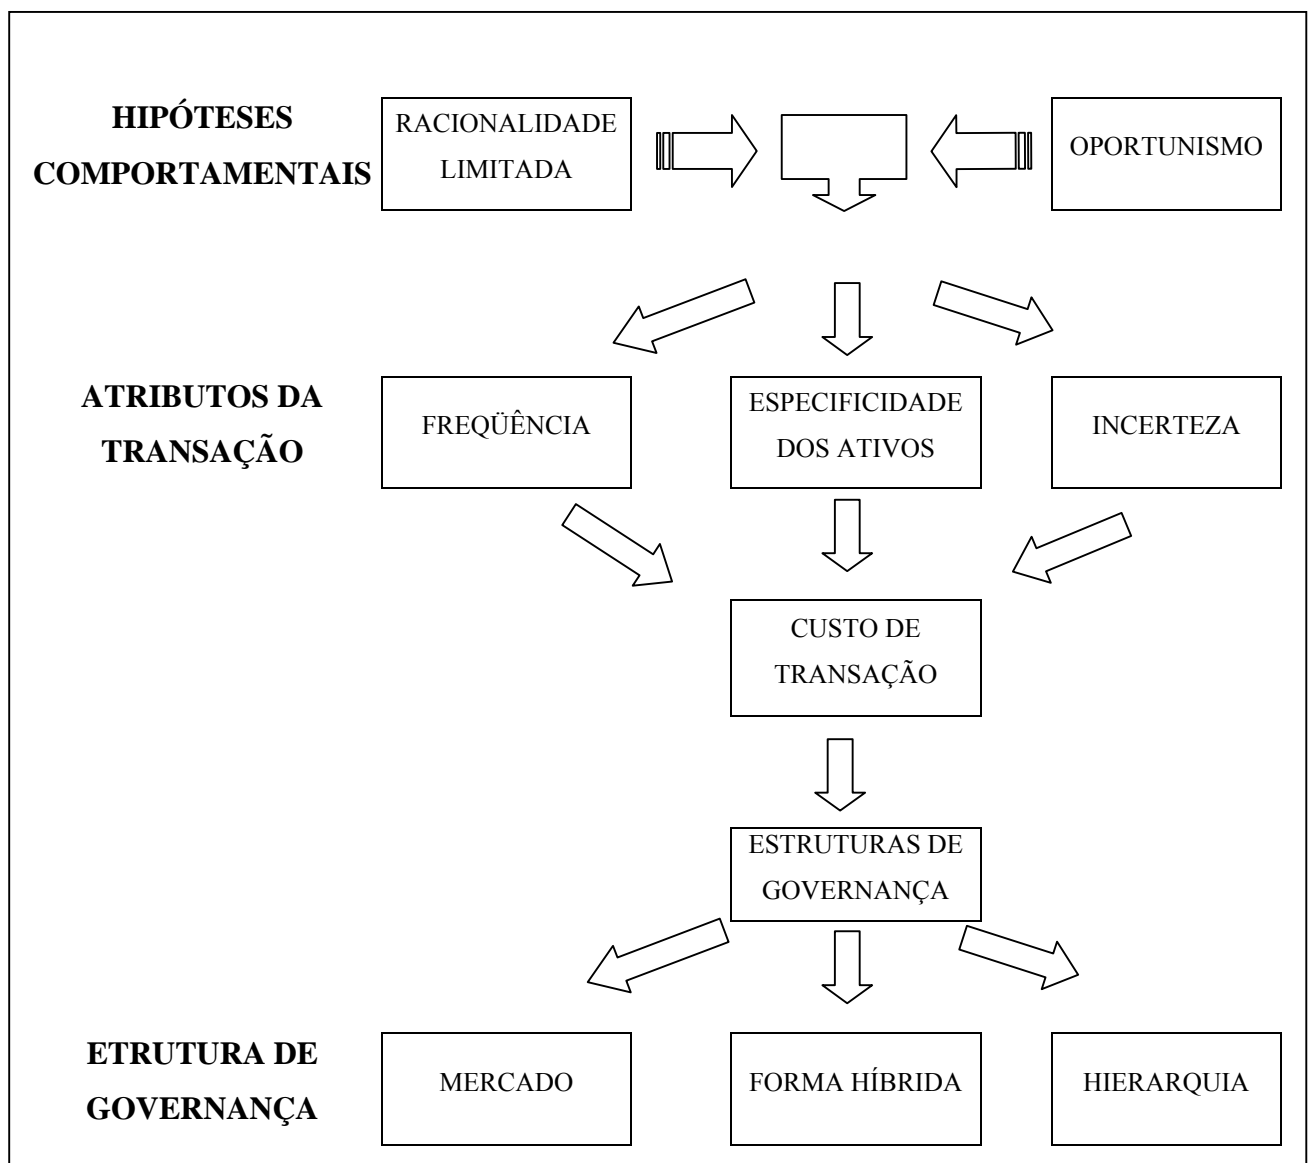 HIPÓTESES
COMPORTAMENTAIS
RACIONALIDADE
LIMITADA
OPORTUNISMO
ATRIBUTOS DA
TRANSAÇÃO
FREQÜÊNCIA
ESPECIFICIDADE
DOS ATIVOS
INCERTEZA
CUSTO DE
TRANSAÇÃO
ESTRUTURAS DE
GOVERNANÇA
ETRUTURA DE
GOVERNANÇA
MERCADO
FORMA HÍBRIDA
HIERARQUIA